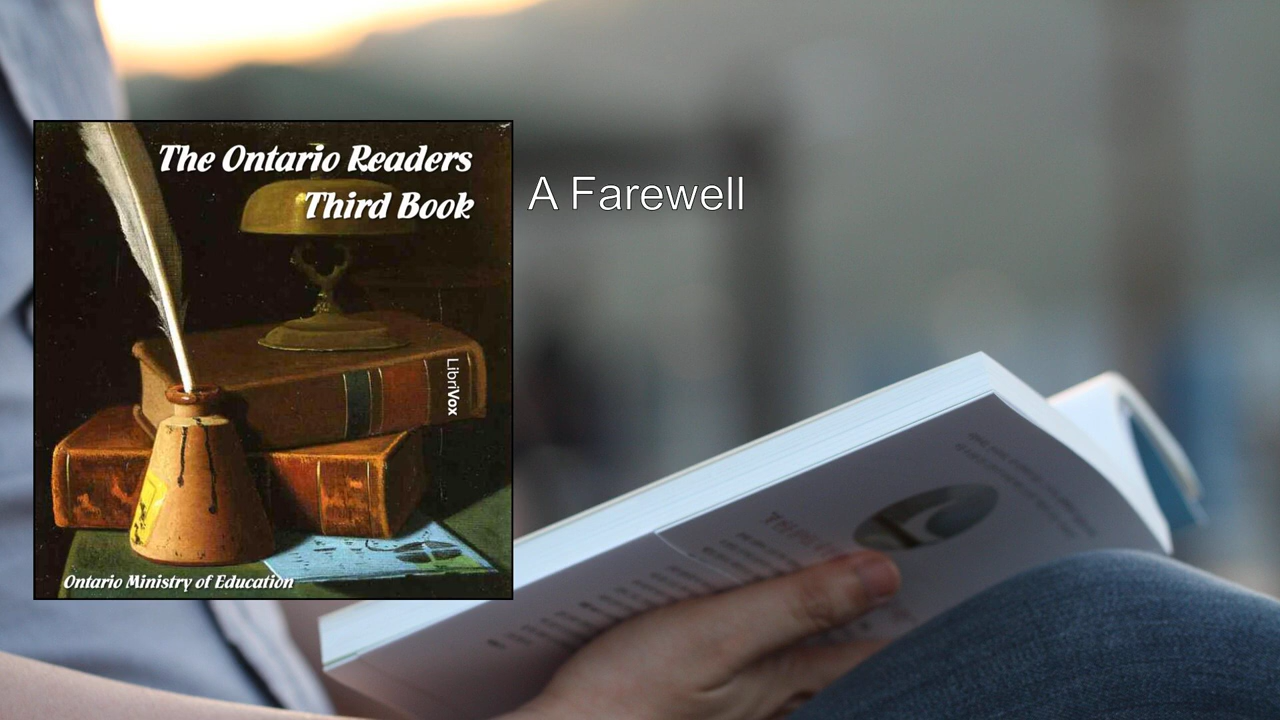 The Ontario Readers
Third Book
A Farewell
LibriVox
Ontario Ministry of Education